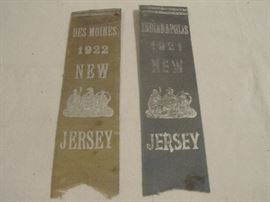 DES MOINES
1922
NEW
JERSEY
INDIANAPOLIS
1921
NEW
JERSEY